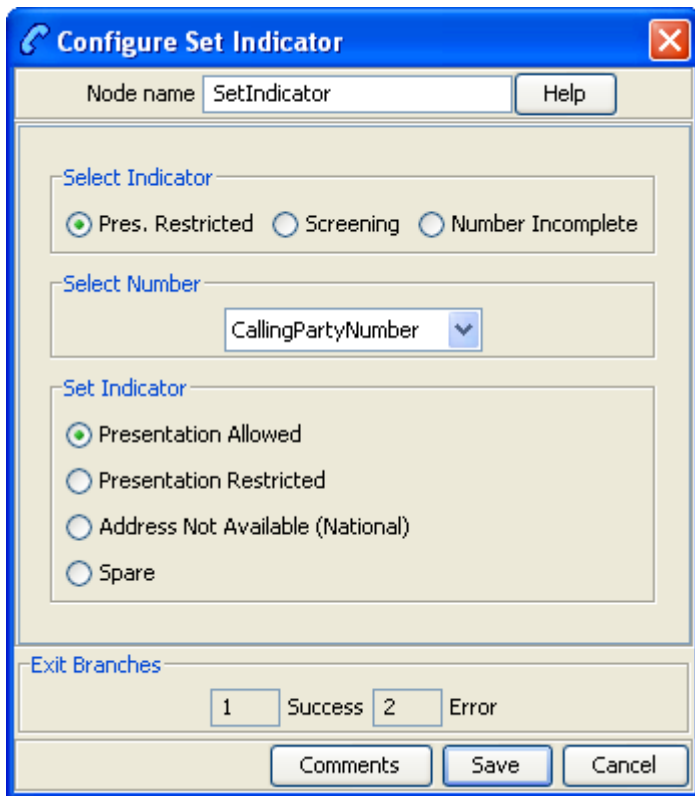 Configure Set Indicator
Node name SetIndicator Help
Select Indicator
Pres. Restricted Screening Number Incomplete
Select Number
CallingPartyNumber
Set Indicator
Presentation Allowed
Presentation Restricted
Address Not Available (National)
Spare
Exit Branches
1 Success 2 Error
Comments Save Cancel